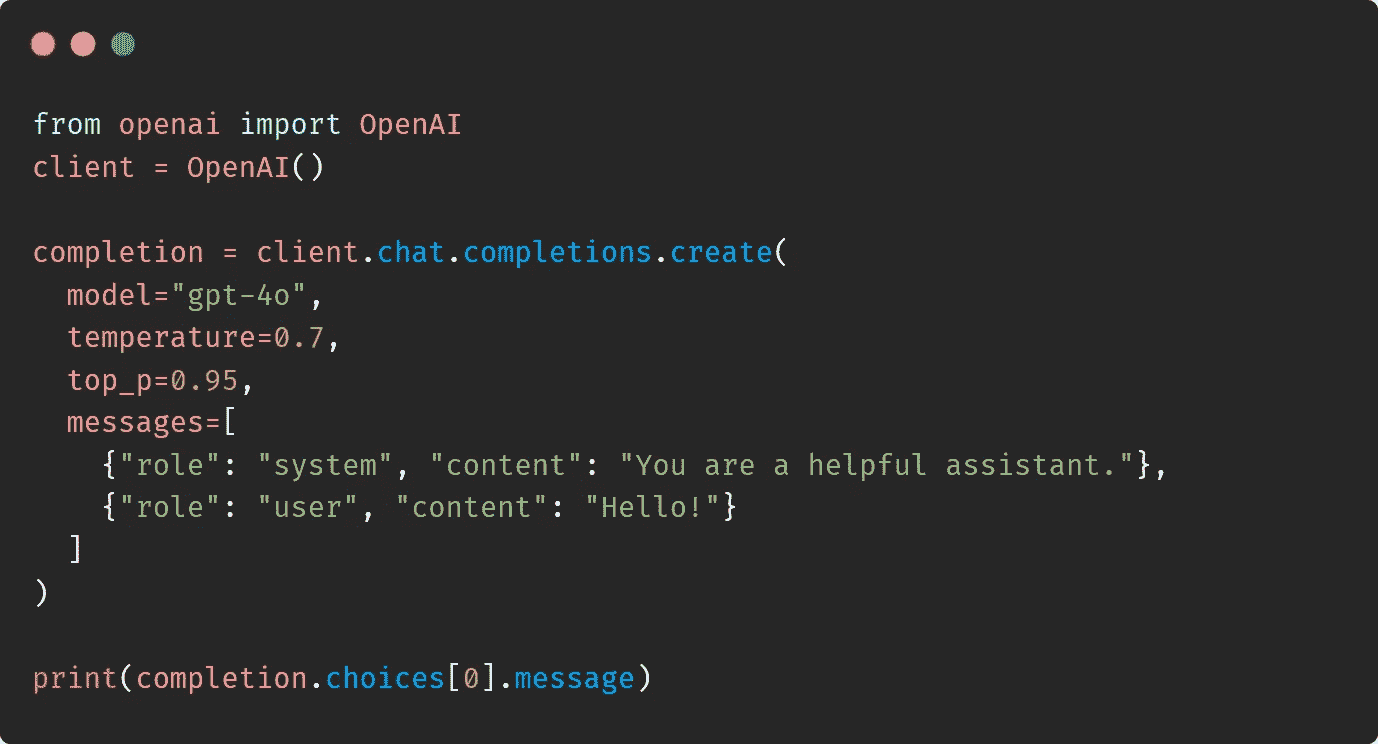 from openai import OpenAI
client = OpenAI()

completion = client.chat.completions.create(
  model="gpt-4o",
  temperature=0.7,
  top_p=0.95,
  messages=[
    {"role": "system", "content": "You are a helpful assistant."},
    {"role": "user", "content": "Hello!"}
  ]
)

print(completion.choices[0].message)